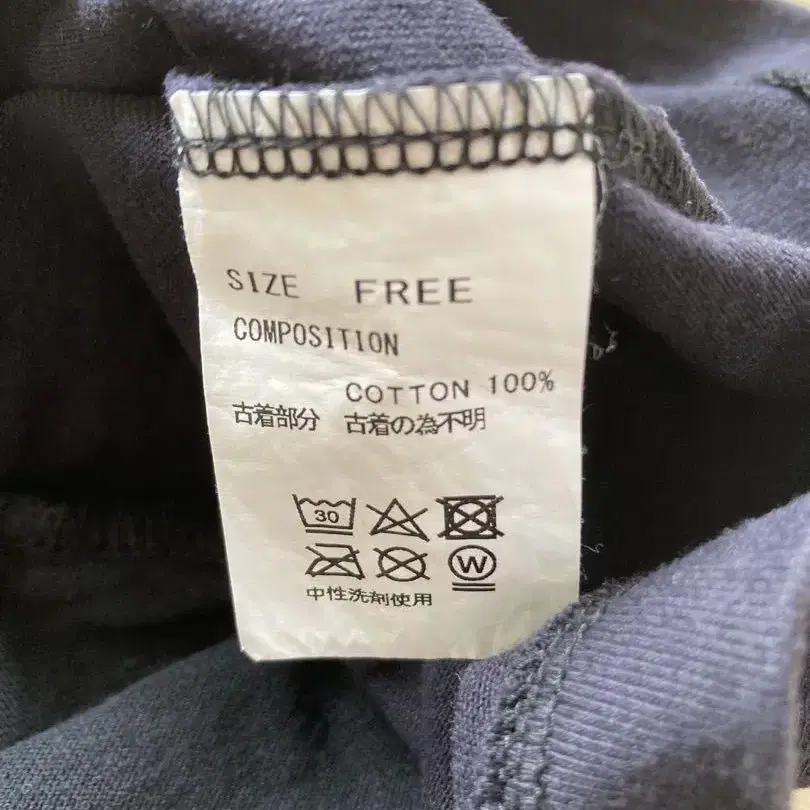 SIZE FREE
COMPOSITION
COTTON 100%
古着部分 古着の為不明
30
W
中性洗剤使用